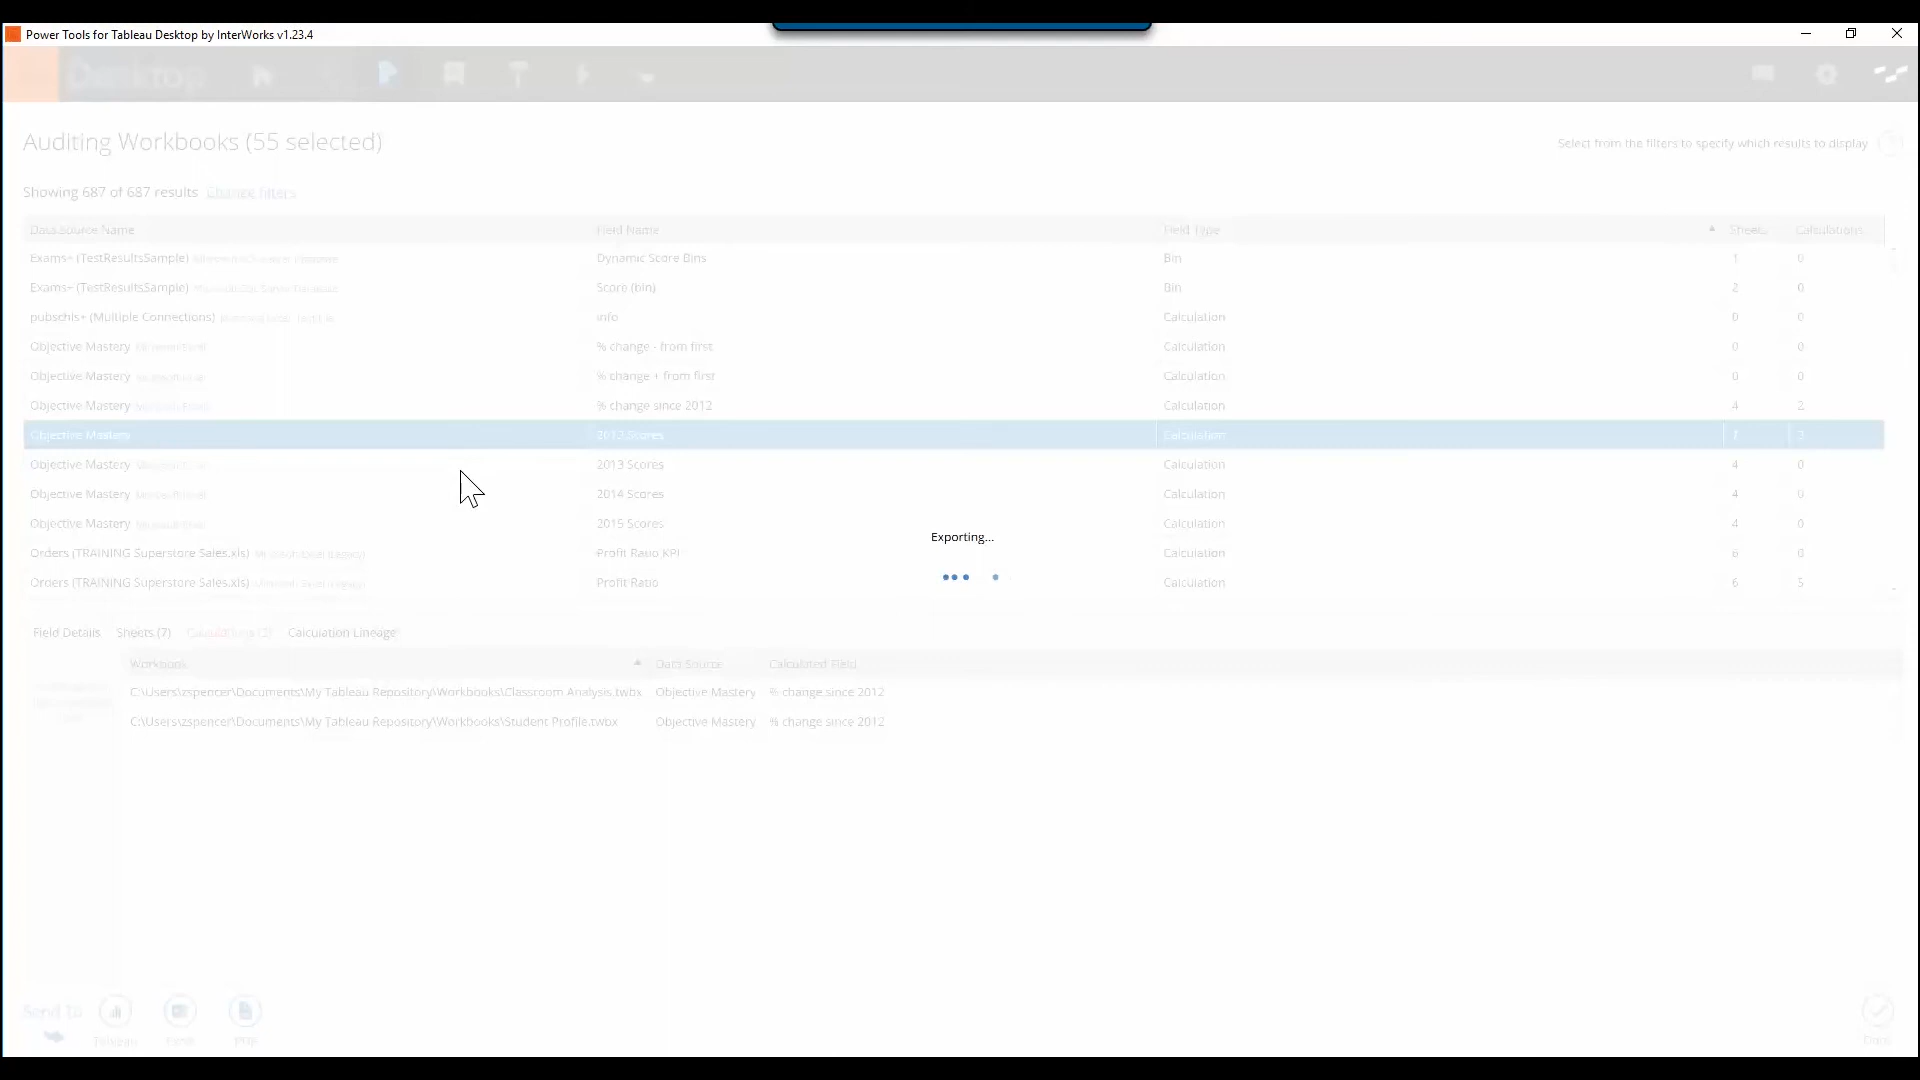 Power Tools for Tableau Desktop by InterWorks v1.23.4
Desktop
Auditing Workbooks (55 selected)
Select from the filters to specify which results to display
Showing 687 of 687 results Change filters
Data Source Name Field Name Field Type Sheets Calculations
Exams+ (TestResultsSample) Dynamic Score Bins Bin 1 0
Exams+ (TestResultsSample) Score (bin) Bin 2 0
pubschls+ (Multiple Connections) info Calculation 0 0
Objective Mastery % change - from first Calculation 0 0
Objective Mastery % change + from first Calculation 0 0
Objective Mastery % change since 2012 Calculation 4 2
Objective Mastery 2012 Scores Calculation
Objective Mastery 2013 Scores Calculation 4 0
Objective Mastery 2014 Scores Calculation 4 0
Objective Mastery 2015 Scores Calculation 4 0
Orders (TRAINING Superstore Sales.xls) Profit Ratio KPI Calculation 6 0
Orders (TRAINING Superstore Sales.xls) Profit Ratio Calculation 6 5
Exporting...
Field Details Sheets (7) Calculations (2) Calculation Lineage
Workbook Data Source Calculated Field
C:\Users\zspencer\Documents\My Tableau Repository\Workbooks\Classroom Analysis.twbx Objective Mastery % change since 2012
C:\Users\zspencer\Documents\My Tableau Repository\Workbooks\Student Profile.twbx Objective Mastery % change since 2012
Send To
Tableau PDF Done